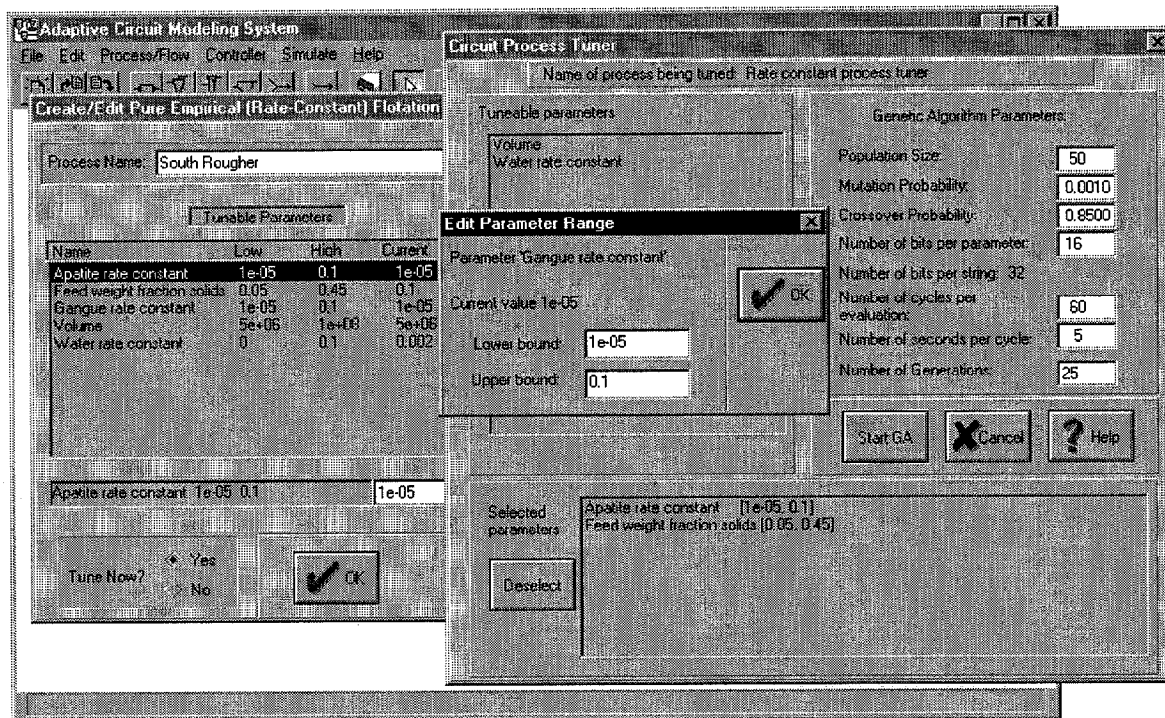 Adaptive Circuit Modeling System
File Edit Process/Flow Controller Simulate Help
Create/Edit Pure Empirical (Rate-Constant) Flotation
Process Name: South Rougher
Tunable Parameters
Name Low High Current
Apatite rate constant 1e-05 0.1 1e-05
Feed weight fraction solids 0.05 0.45 0.1
Gangue rate constant 1e-05 0.1 1e-05
Volume 5e+06 1e+08 5e+06
Water rate constant 0 0.1 0.002
Apatite rate constant 1e-05 0.1 1e-05
Tune Now? Yes
No
OK
Circuit Process Tuner
Name of process being tuned: Rate constant process tuner
Tuneable parameters
Volume
Water rate constant
Edit Parameter Range
Parameter 'Gangue rate constant'
Current value 1e-05
Lower bound: 1e-05
Upper bound: 0.1
OK
Genetic Algorithm Parameters:
Population Size: 50
Mutation Probability: 0.0010
Crossover Probability: 0.8500
Number of bits per parameter: 16
Number of bits per string: 32
Number of cycles per
evaluation: 60
Number of seconds per cycle: 5
Number of Generations: 25
Start GA Cancel Help
Selected
parameters
Deselect
Apatite rate constant [1e-05, 0.1]
Feed weight fraction solids [0.05, 0.45]